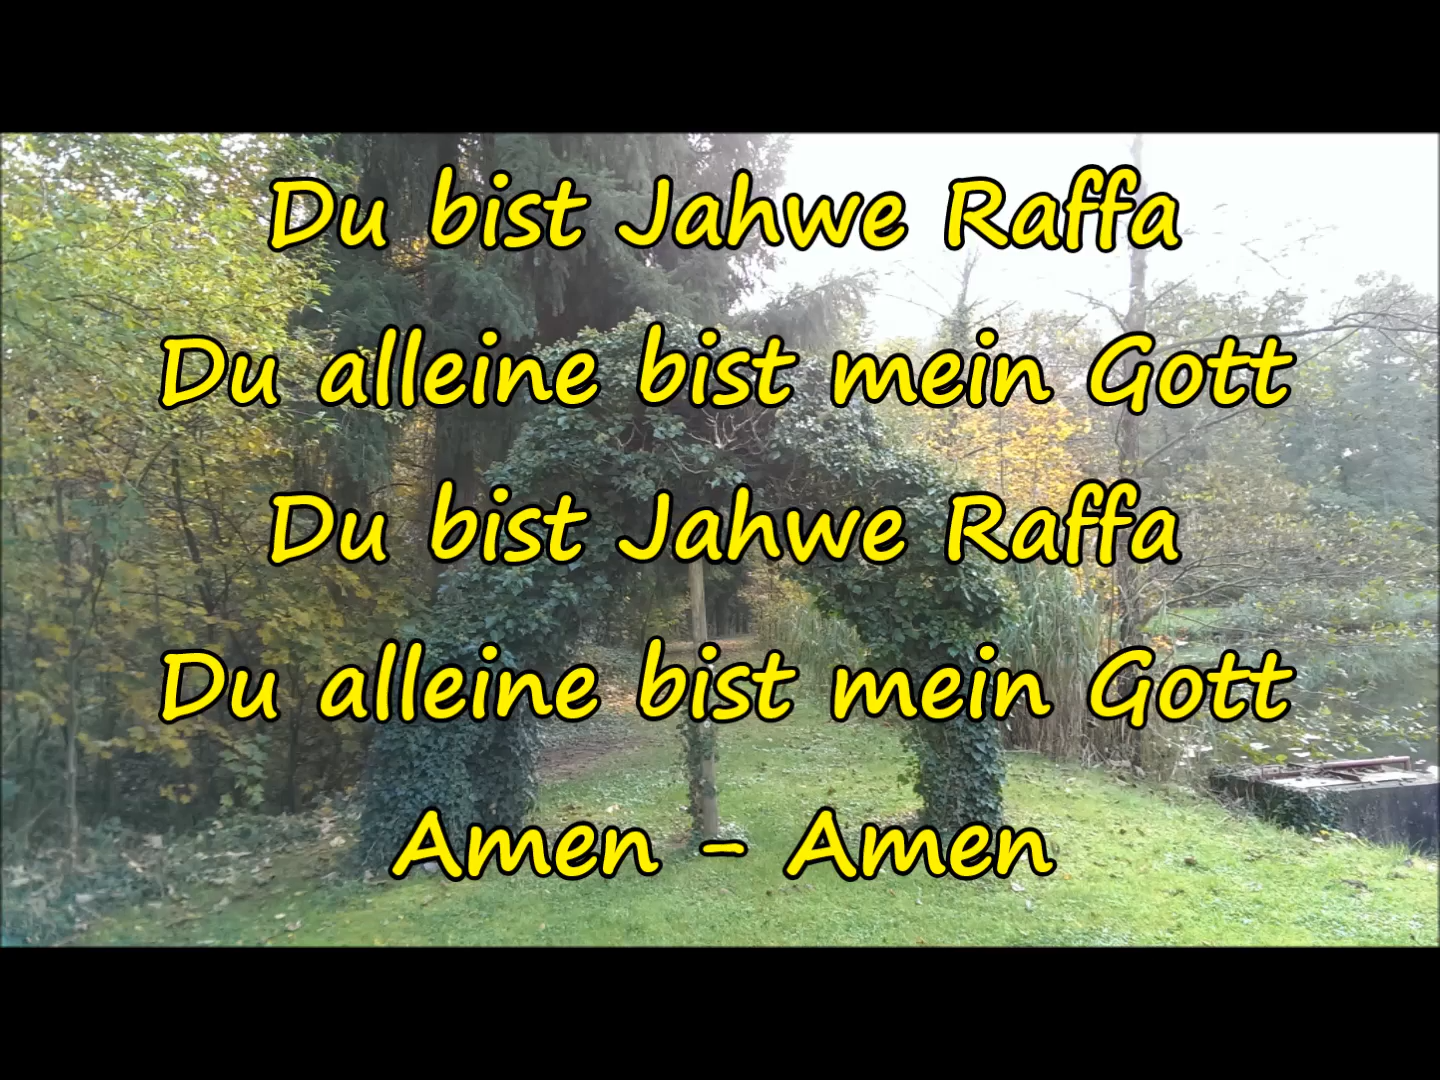 Du bist Jahwe Raffa
Du alleine bist mein Gott
Du bist Jahwe Raffa
Du alleine bist mein Gott
Amen - Amen